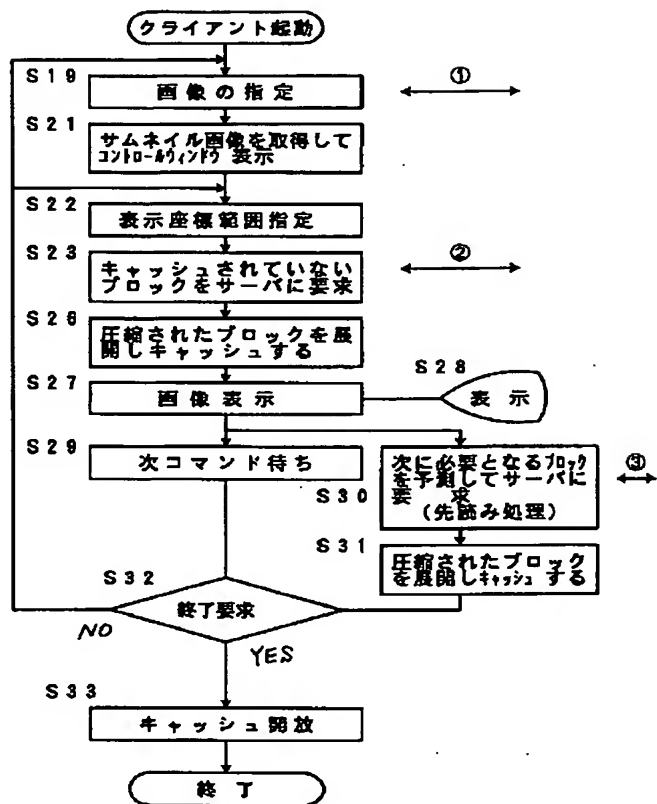 クライアント起動
S19
画像の指定
①
S21
サムネイル画像を取得して
コントロールウィンドウ 表示
S22
表示座標範囲指定
S23
キャッシュされていない
ブロックをサーバに要求
②
S26
圧縮されたブロックを展
開しキャッシュする
S28
S27
画像表示
表示
S29
次コマンド待ち
次に必要となるブロック
を予測してサーバに
要求
(先読み処理)
③
S30
S31
圧縮されたブロック
を展開しキャッシュする
S32
終了要求
NO
YES
S33
キャッシュ開放
終了